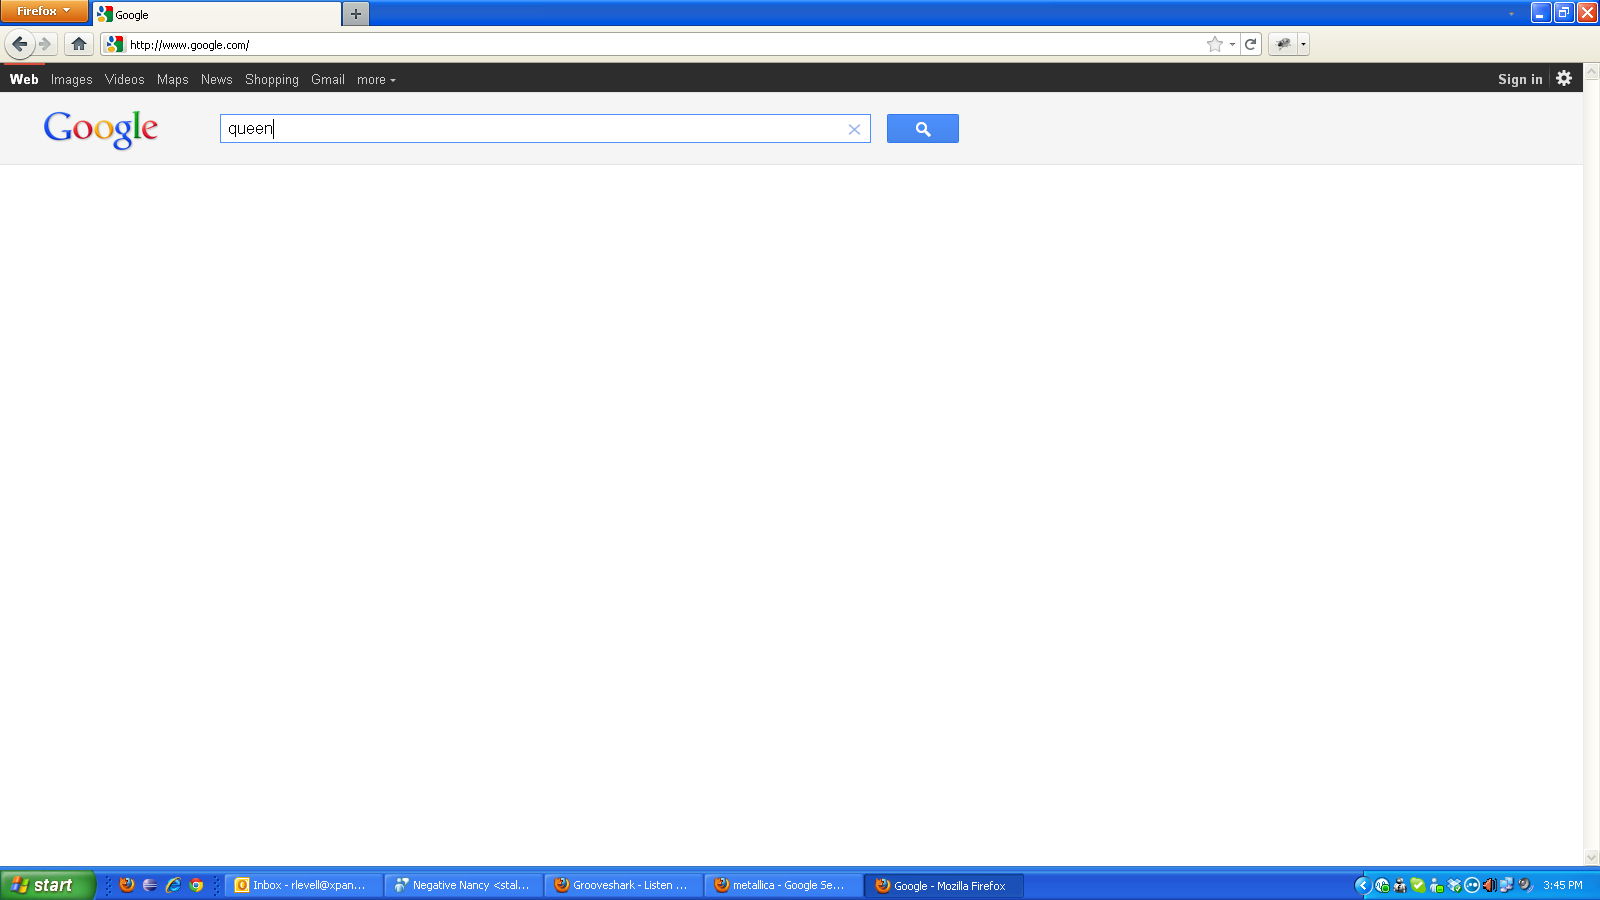 Firefox
Google
http://www.google.com/
Web Images Videos Maps News Shopping Gmail more
Sign in
Google
queen
start
Inbox - rlevell@xpan...
Negative Nancy <stal...
Grooveshark - Listen ...
metallica - Google Se...
Google - Mozilla Firefox
3:45 PM